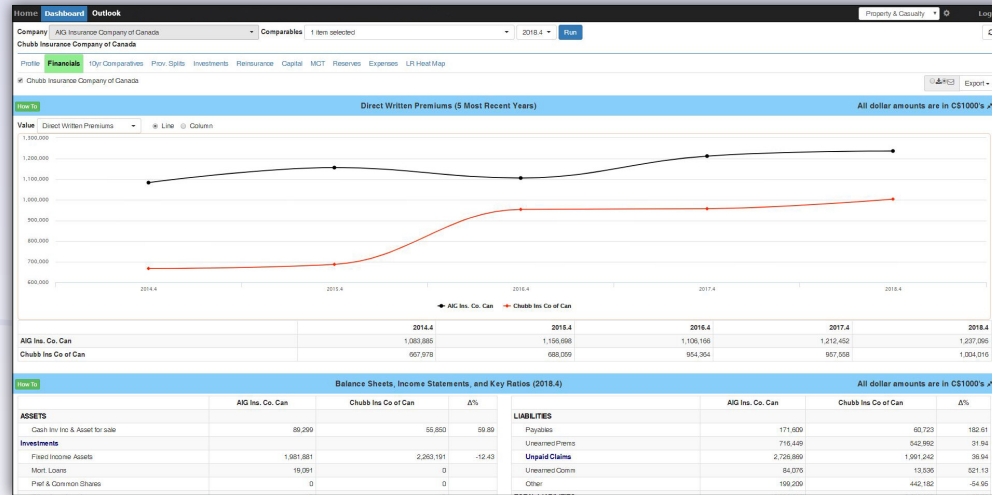 Home Dashboard Outlook Property & Casualty Log
Company AIG Insurance Company of Canada Comparables 1 item selected 2018.4 Run
Chubb Insurance Company of Canada
Profile Financials 10yr Comparatives Prov. Splits Investments Reinsurance Capital MCT Reserves Expenses LR Heat Map
Chubb Insurance Company of Canada Export
How To Direct Written Premiums (5 Most Recent Years) All dollar amounts are in C$1000's
Value Direct Written Premiums Line Column
1,300,000
1,200,000
1,100,000
1,000,000
900,000
800,000
700,000
600,000
2014.4 2015.4 2016.4 2017.4 2018.4
AIG Ins. Co. Can Chubb Ins Co of Can
2014.4 2015.4 2016.4 2017.4 2018.4
AIG Ins. Co. Can 1,083,885 1,156,698 1,106,166 1,212,452 1,237,095
Chubb Ins Co of Can 667,978 688,059 954,364 957,558 1,004,016
How To Balance Sheets, Income Statements, and Key Ratios (2018.4) All dollar amounts are in C$1000's
AIG Ins. Co. Can Chubb Ins Co of Can Δ% AIG Ins. Co. Can Chubb Ins Co of Can Δ%
ASSETS LIABILITIES
Cash Inv Inc & Asset for sale 89,299 55,850 59.89 Payables 171,609 60,723 182.61
Investments Unearned Prems 716,449 542,992 31.94
Fixed Income Assets 1,981,881 2,263,191 -12.43 Unpaid Claims 2,726,869 1,991,242 36.94
Mort. Loans 19,091 0 Unearned Comm 84,076 13,536 521.13
Pref & Common Shares 0 0 Other 199,209 442,182 -54.95
TOTAL LIABILITIES